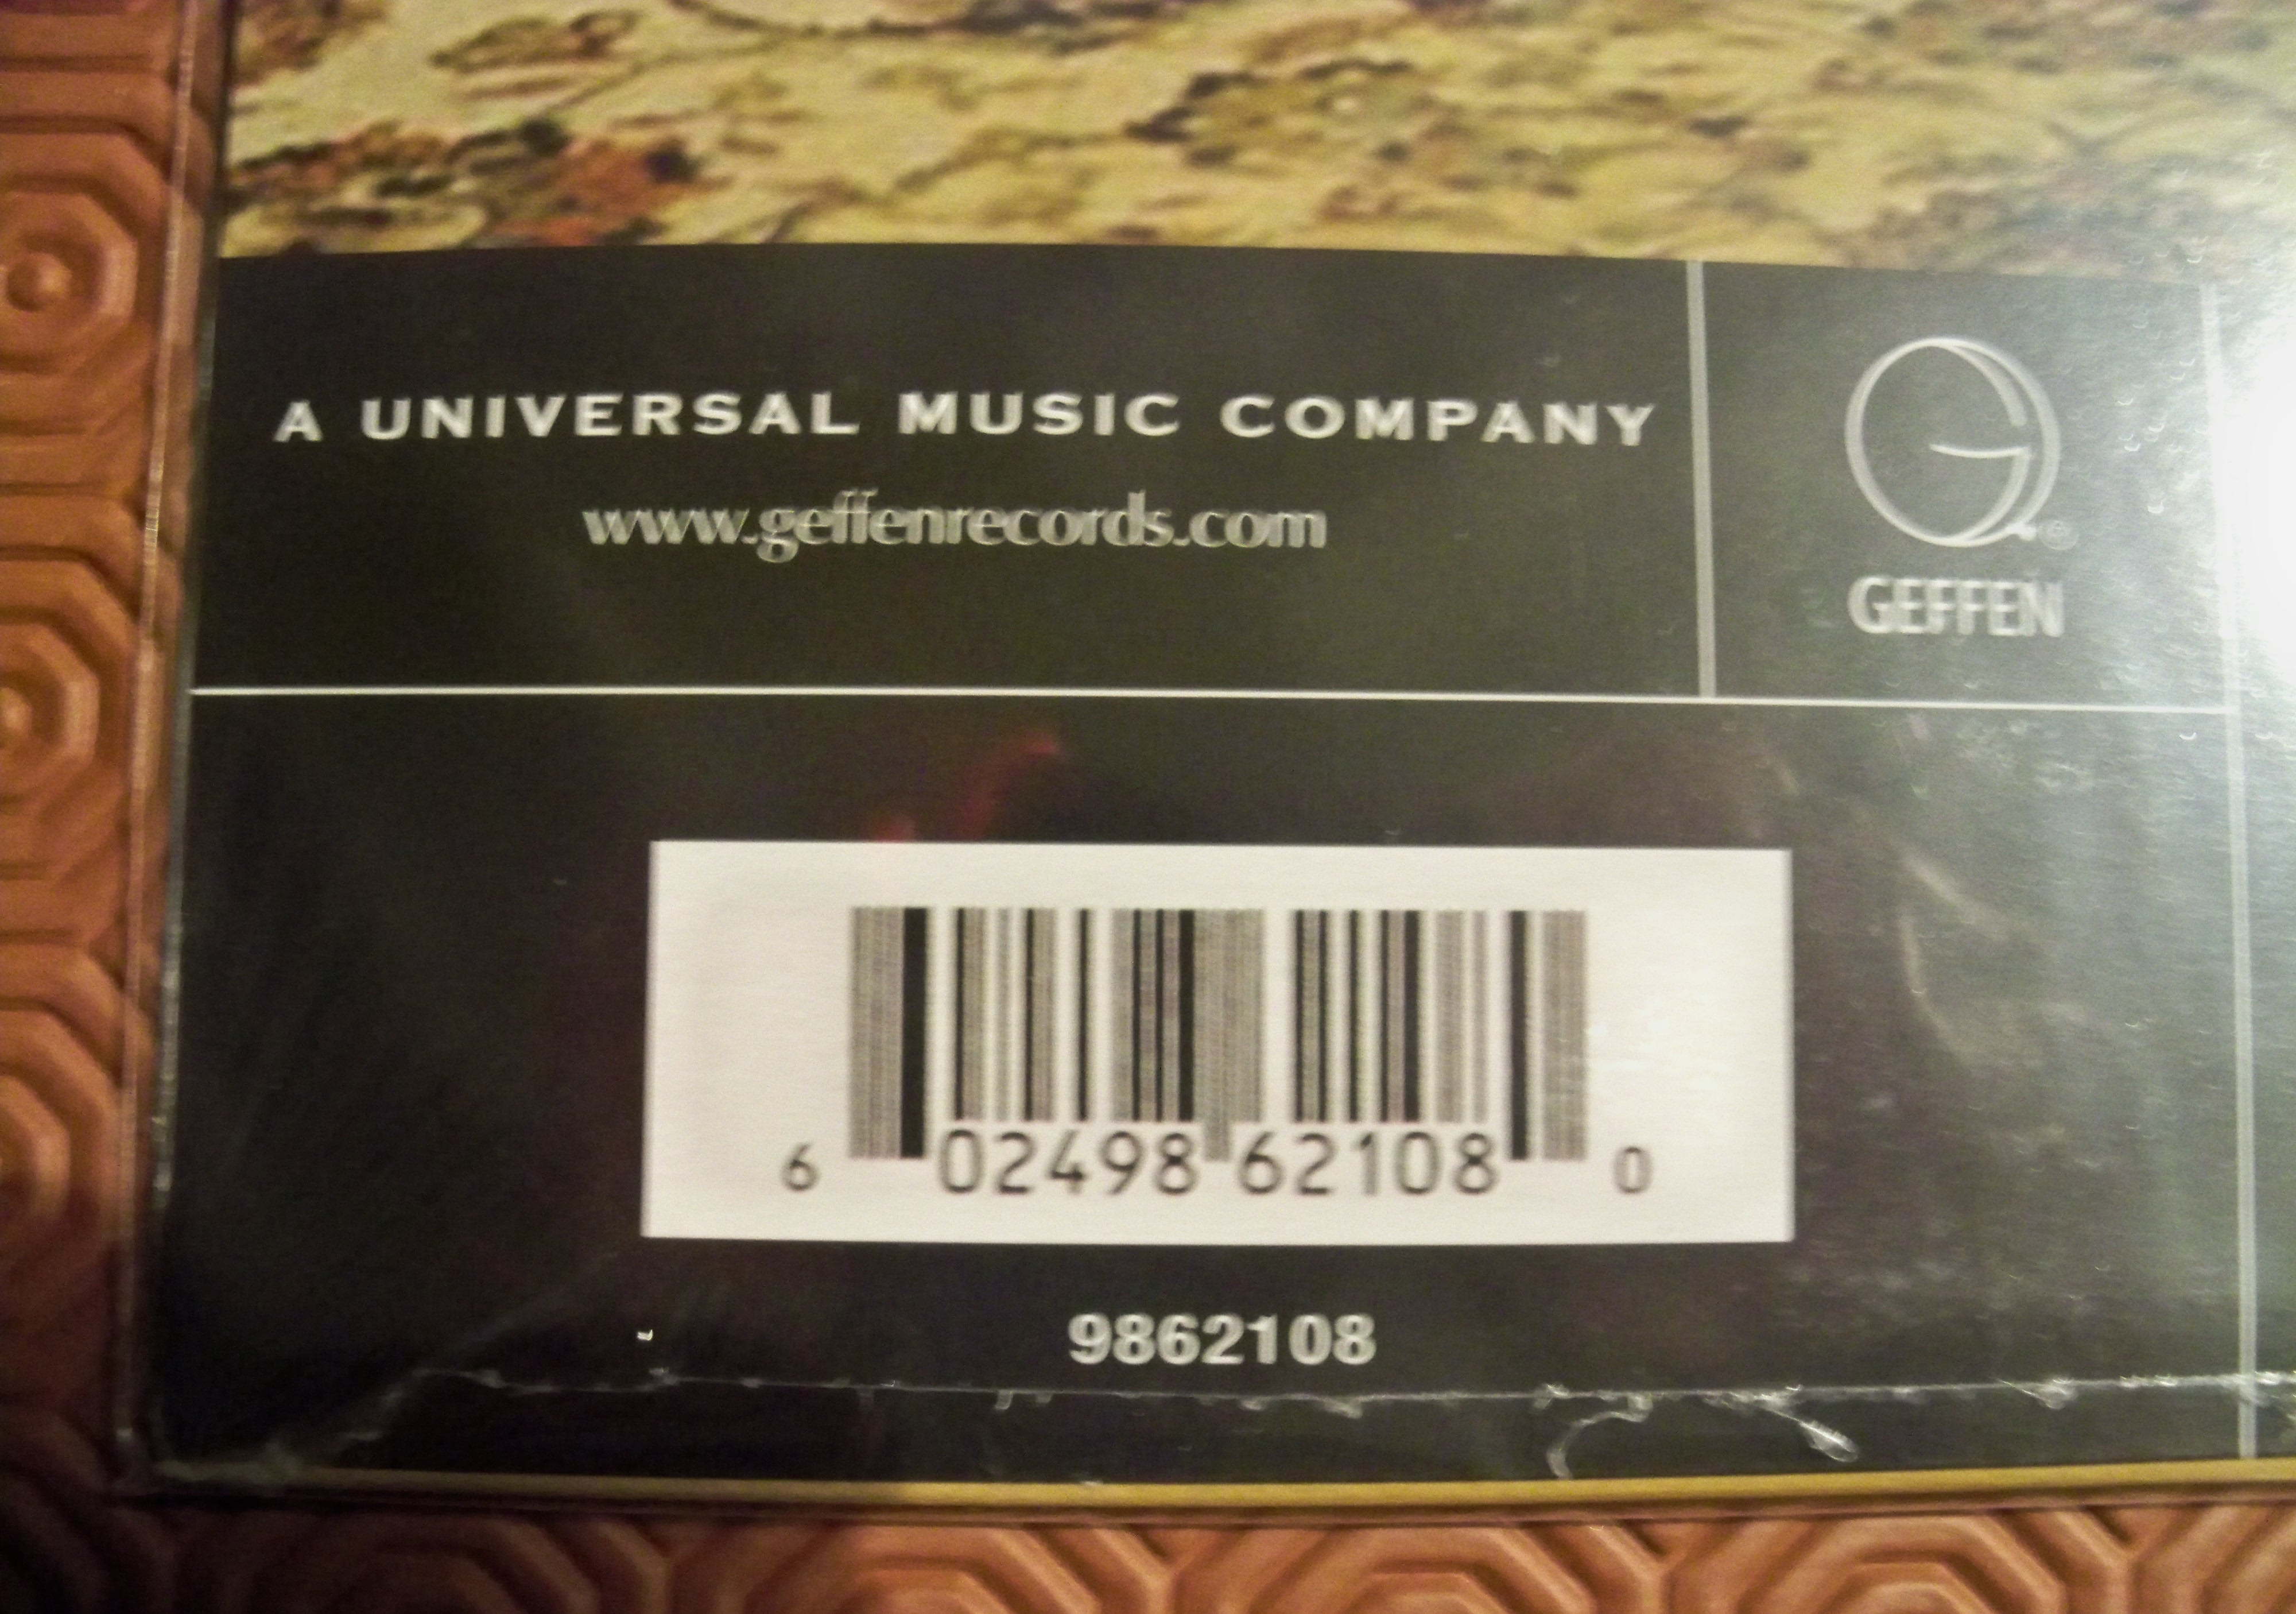 A UNIVERSAL MUSIC COMPANY
www.geffenrecords.com
G
®
GEFFEN
6 02498 62108 0
9862108